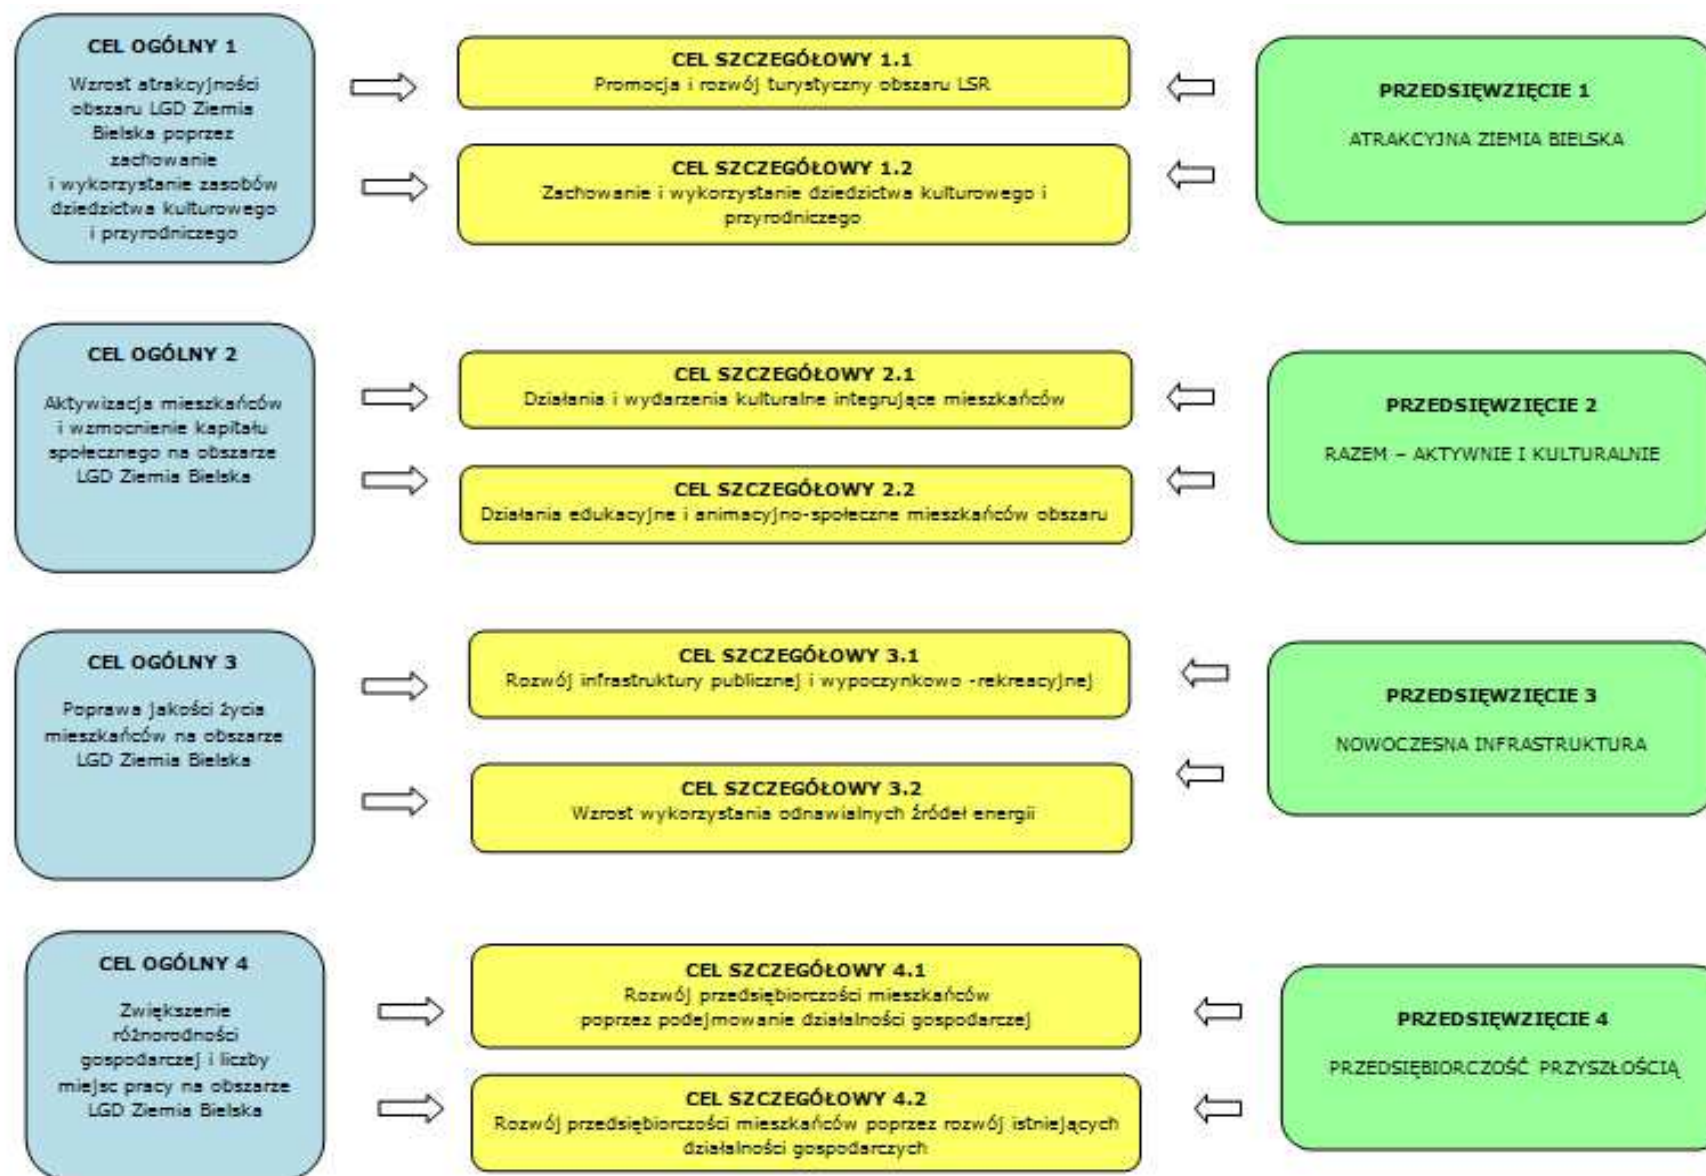 CEL OGÓLNY 1
Wzrost atrakcyjności
obszaru LGD Ziemia
Bielska poprzez
zachowanie
i wykorzystanie zasobów
dziedzictwa kulturowego
i przyrodniczego
CEL SZCZEGÓŁOWY 1.1
Promocja i rozwój turystyczny obszaru LSR
CEL SZCZEGÓŁOWY 1.2
Zachowanie i wykorzystanie dziedzictwa kulturowego i
przyrodniczego
PRZEDSIĘWZIĘCIE 1
ATRAKCYJNA ZIEMIA BIELSKA
CEL OGÓLNY 2
Aktywizacja mieszkańców
i wzmocnienie kapitału
społecznego na obszarze
LGD Ziemia Bielska
CEL SZCZEGÓŁOWY 2.1
Działania i wydarzenia kulturalne integrujące mieszkańców
CEL SZCZEGÓŁOWY 2.2
Działania edukacyjne i animacyjno-społeczne mieszkańców obszaru
PRZEDSIĘWZIĘCIE 2
RAZEM – AKTYWNIE I KULTURALNIE
CEL OGÓLNY 3
Poprawa jakości życia
mieszkańców na obszarze
LGD Ziemia Bielska
CEL SZCZEGÓŁOWY 3.1
Rozwój infrastruktury publicznej i wypoczynkowo -rekreacyjnej
CEL SZCZEGÓŁOWY 3.2
Wzrost wykorzystania odnawialnych źródeł energii
PRZEDSIĘWZIĘCIE 3
NOWOCZESNA INFRASTRUKTURA
CEL OGÓLNY 4
Zwiększenie
różnorodności
gospodarczej i liczby
miejsc pracy na obszarze
LGD Ziemia Bielska
CEL SZCZEGÓŁOWY 4.1
Rozwój przedsiębiorczości mieszkańców
poprzez podejmowanie działalności gospodarczej
CEL SZCZEGÓŁOWY 4.2
Rozwój przedsiębiorczości mieszkańców poprzez rozwój istniejących
działalności gospodarczych
PRZEDSIĘWZIĘCIE 4
PRZEDSIĘBIORCZOŚĆ PRZYSZŁOŚCIĄ